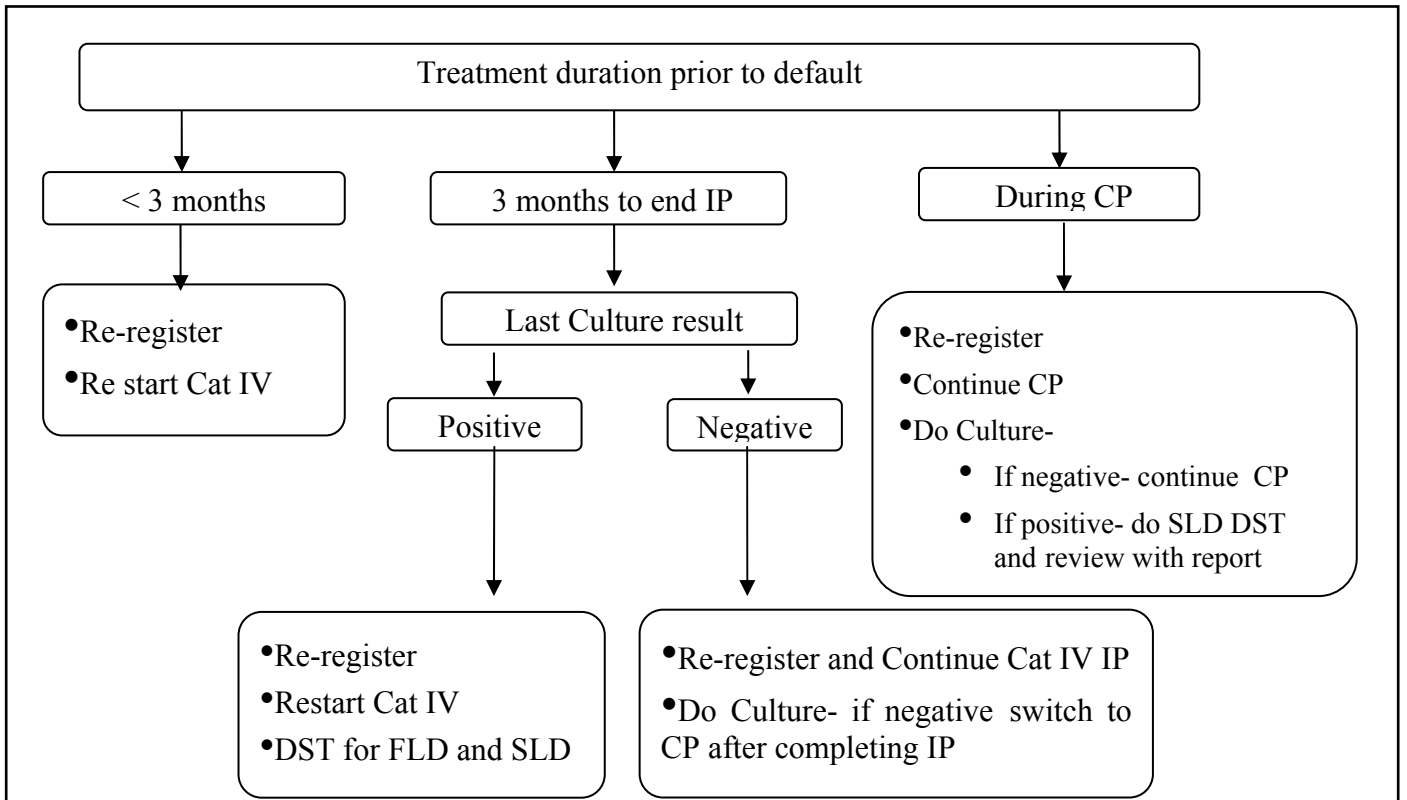 Treatment duration prior to default
< 3 months
3 months to end IP
During CP
•Re-register
•Re start Cat IV
Last Culture result
Positive
Negative
•Re-register
•Continue CP
•Do Culture-
• If negative- continue CP
• If positive- do SLD DST
and review with report
•Re-register
•Restart Cat IV
•DST for FLD and SLD
•Re-register and Continue Cat IV IP
•Do Culture- if negative switch to
CP after completing IP